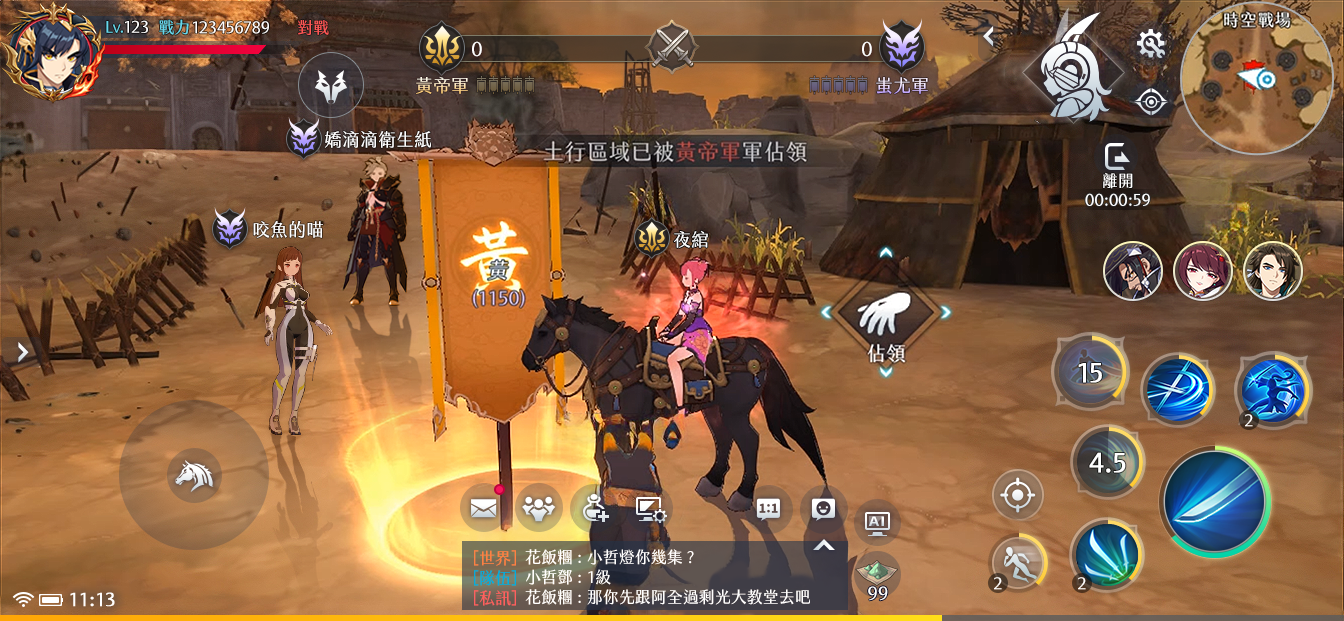 Lv.123 戰力123456789 對戰
0
0
時空戰場
黃帝軍
蚩尤軍
嬌滴滴衛生紙
土行區域已被黃帝軍軍佔領
離開
00:00:59
咬魚的喵
夜綰
黃
黃
(1150)
佔領
15
2
4.5
1:1
AI
[世界] 花飯糰：小哲燈你幾集？
[隊伍] 小哲鄧：1級
[私訊] 花飯糰：那你先跟阿全過剩光大教堂去吧
99
2
2
11:13